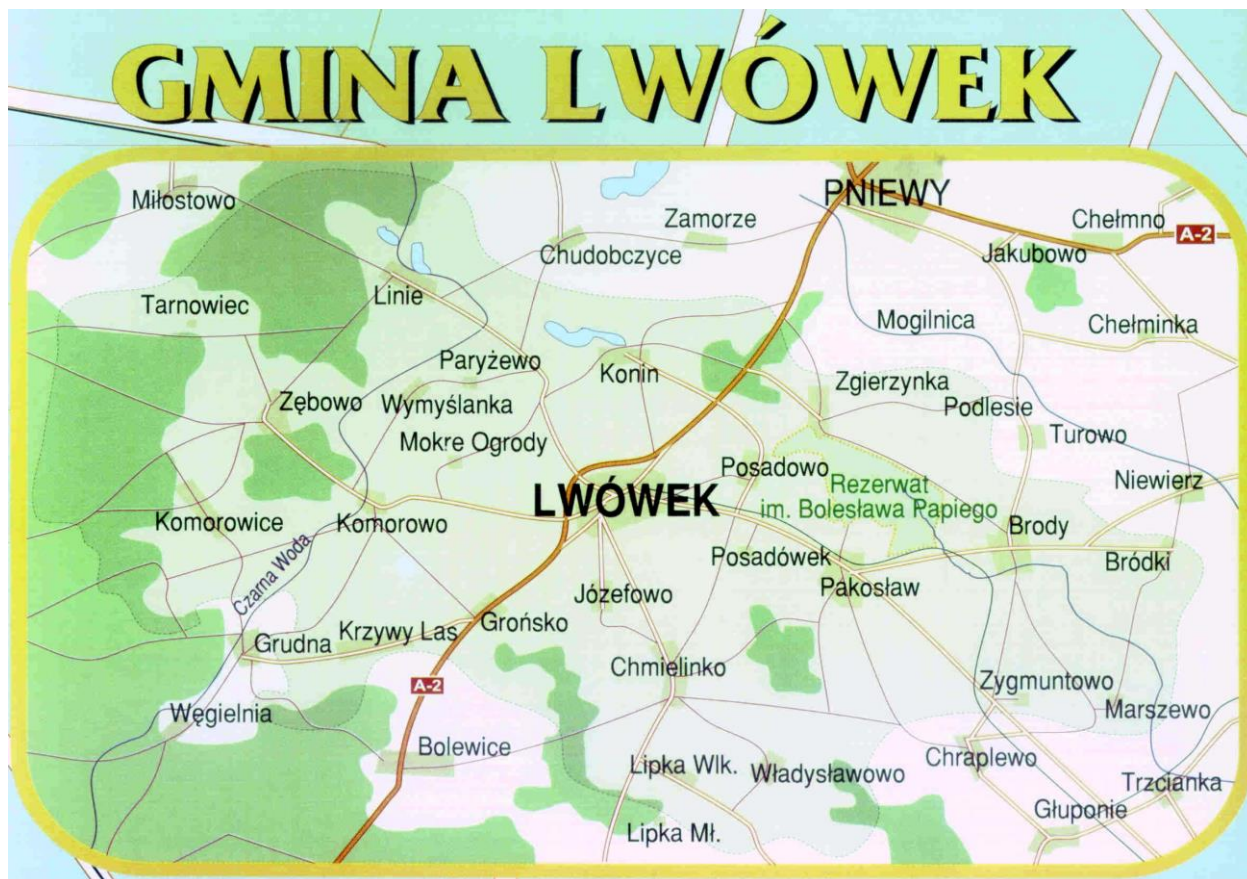 GMINA LWÓWEK
Miłostowo
Zamorze
PNIEWY
Chełmno
A-2
Chudobczyce
Jakubowo
Tarnowiec
Linie
Mogilnica
Chełminka
Paryżewo
Konin
Zgierzynka
Zębowo
Wymyślanka
Podlesie
Mokre Ogrody
Turowo
Posadowo
Rezerwat
im. Bolesława Papiego
Niewierz
LWÓWEK
Komorowice
Komorowo
Brody
Czarna Woda
Posadówek
Bródki
Józefowo
Pakosław
Grońsko
Krzywy Las
Grudna
Chmielinko
A-2
Zygmuntowo
Węgielnia
Marszewo
Bolewice
Chraplewo
Lipka Wlk.
Władysławowo
Trzcianka
Głuponie
Lipka Mł.